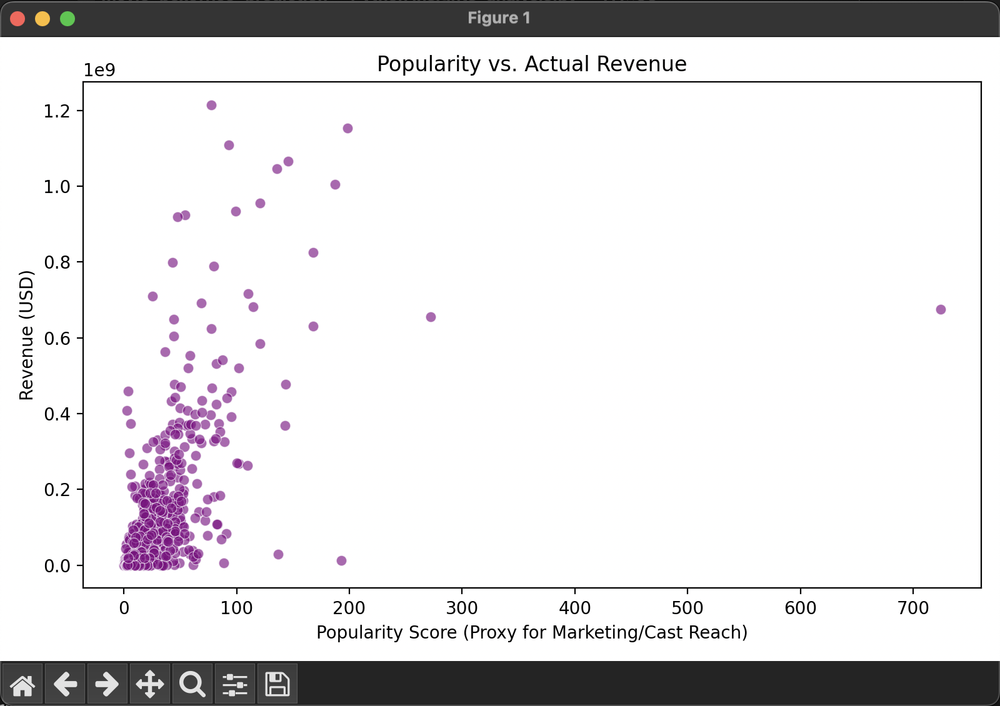 Figure 1
Popularity vs. Actual Revenue
1e9
1.2
1.0
0.8
0.6
0.4
0.2
0.0
Revenue (USD)
0 100 200 300 400 500 600 700
Popularity Score (Proxy for Marketing/Cast Reach)